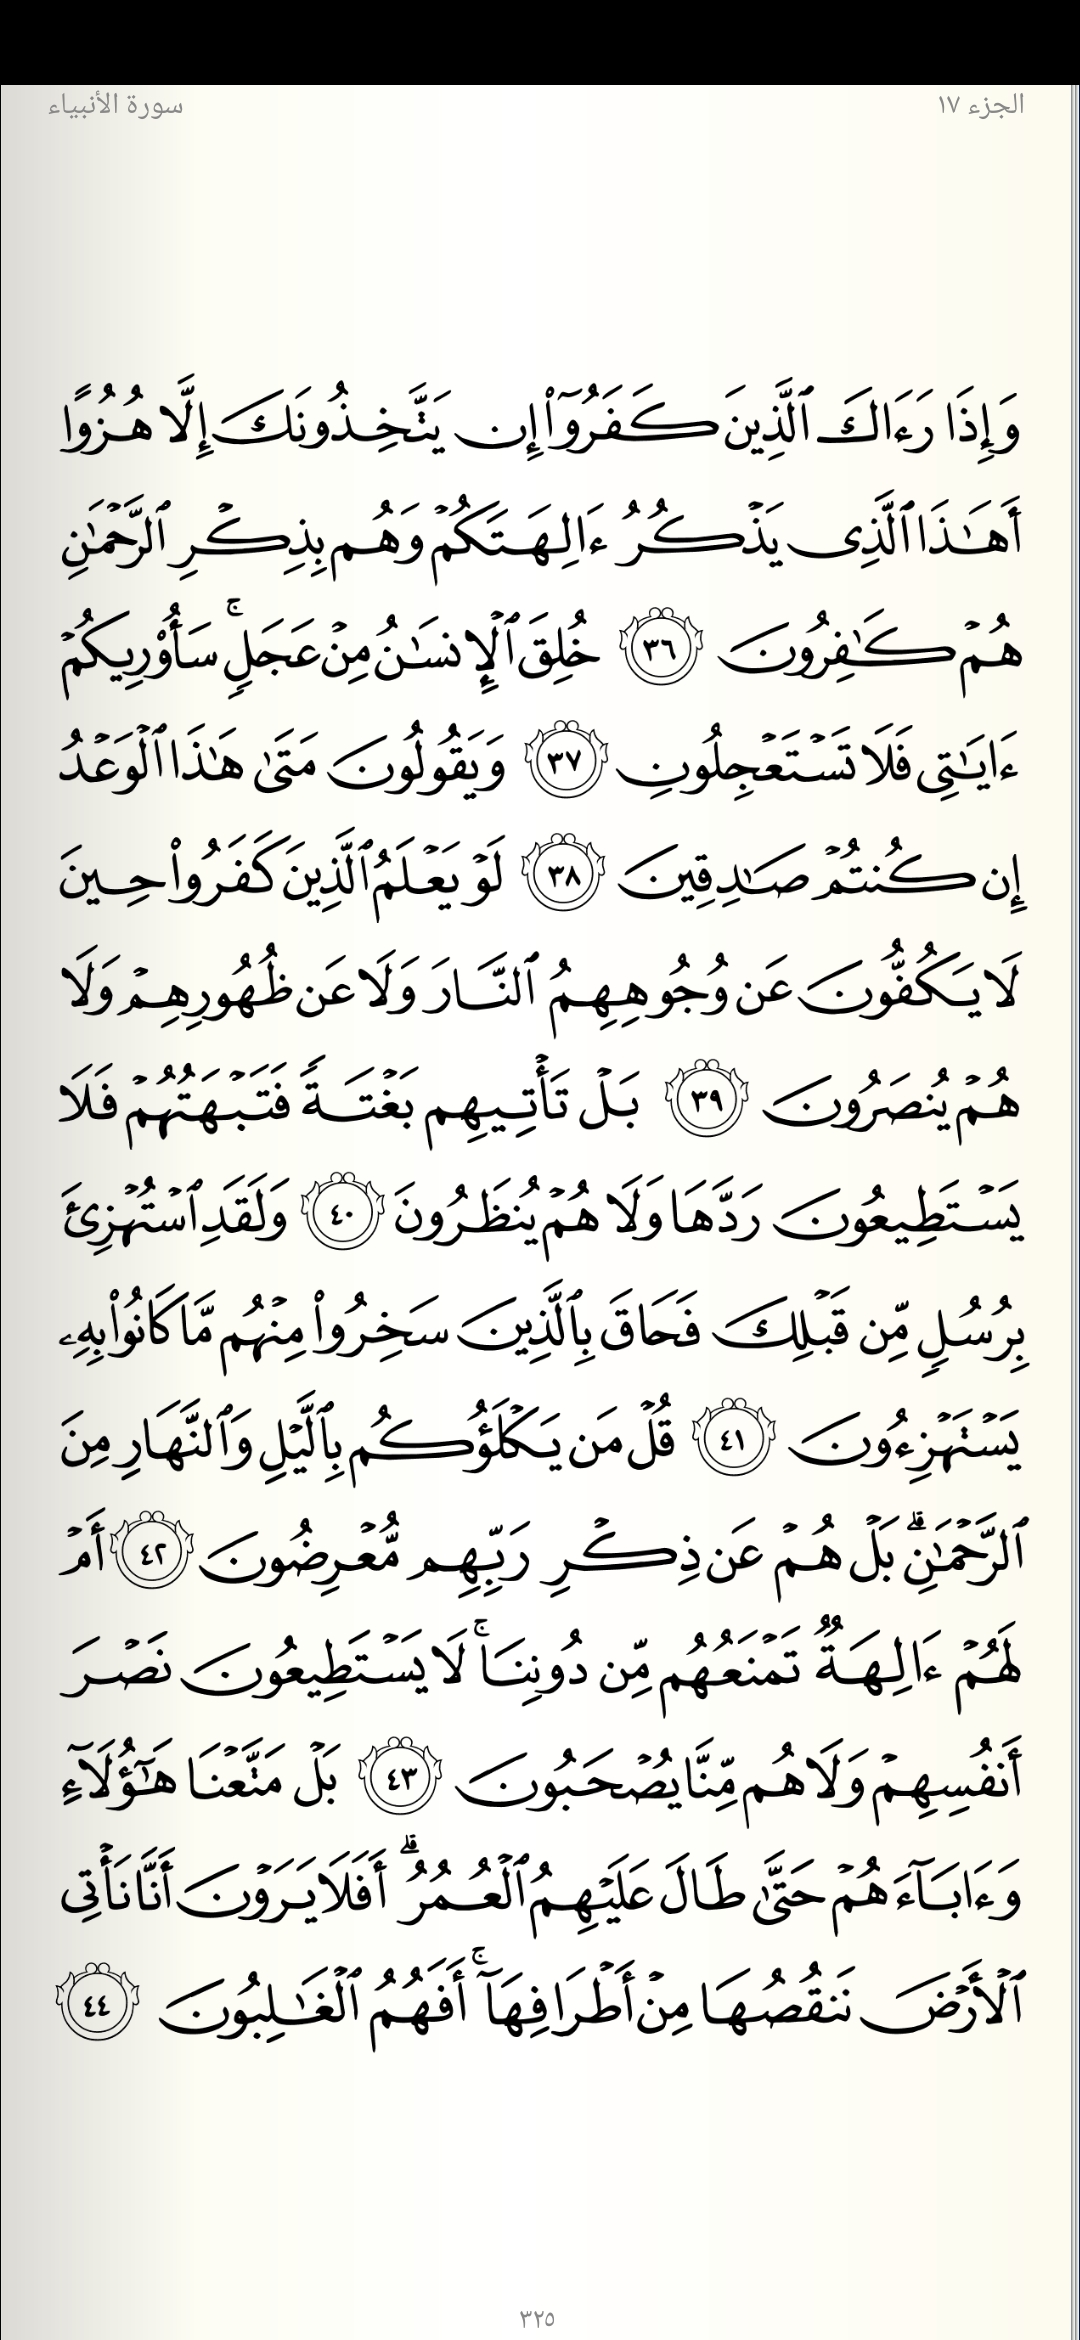 الجزء ١٧
سورة الأنبياء
وَإِذَا رَءَاكَ ٱلَّذِينَ كَفَرُوٓا۟ إِن يَتَّخِذُونَكَ إِلَّا هُزُوًا
أَهَـٰذَا ٱلَّذِى يَذْكُرُ ءَالِهَتَكُمْ وَهُم بِذِكْرِ ٱلرَّحْمَـٰنِ
هُمْ كَـٰفِرُونَ ٣٦ خُلِقَ ٱلْإِنسَـٰنُ مِنْ عَجَلٍ ۚ سَأُو۟رِيكُمْ
ءَايَـٰتِى فَلَا تَسْتَعْجِلُونِ ٣٧ وَيَقُولُونَ مَتَىٰ هَـٰذَا ٱلْوَعْدُ
إِن كُنتُمْ صَـٰدِقِينَ ٣٨ لَوْ يَعْلَمُ ٱلَّذِينَ كَفَرُوا۟ حِينَ
لَا يَكُفُّونَ عَن وُجُوهِهِمُ ٱلنَّارَ وَلَا عَن ظُهُورِهِمْ وَلَا
هُمْ يُنصَرُونَ ٣٩ بَلْ تَأْتِيهِم بَغْتَةً فَتَبْهَتُهُمْ فَلَا
يَسْتَطِيعُونَ رَدَّهَا وَلَا هُمْ يُنظَرُونَ ٤٠ وَلَقَدِ ٱسْتُهْزِئَ
بِرُسُلٍ مِّن قَبْلِكَ فَحَاقَ بِٱلَّذِينَ سَخِرُوا۟ مِنْهُم مَّا كَانُوا۟ بِهِۦ
يَسْتَهْزِءُونَ ٤١ قُلْ مَن يَكْلَؤُكُم بِٱلَّيْلِ وَٱلنَّهَارِ مِنَ
ٱلرَّحْمَـٰنِ ۗ بَلْ هُمْ عَن ذِكْرِ رَبِّهِم مُّعْرِضُونَ ٤٢ أَمْ
لَهُمْ ءَالِهَةٌ تَمْنَعُهُم مِّن دُونِنَا ۚ لَا يَسْتَطِيعُونَ نَصْرَ
أَنفُسِهِمْ وَلَا هُم مِّنَّا يُصْحَبُونَ ٤٣ بَلْ مَتَّعْنَا هَـٰٓؤُلَآءِ
وَءَابَآءَهُمْ حَتَّىٰ طَالَ عَلَيْهِمُ ٱلْعُمُرُ ۗ أَفَلَا يَرَوْنَ أَنَّا نَأْتِى
ٱلْأَرْضَ نَنقُصُهَا مِنْ أَطْرَافِهَآ ۚ أَفَهُمُ ٱلْغَـٰلِبُونَ ٤٤
٣٢٥